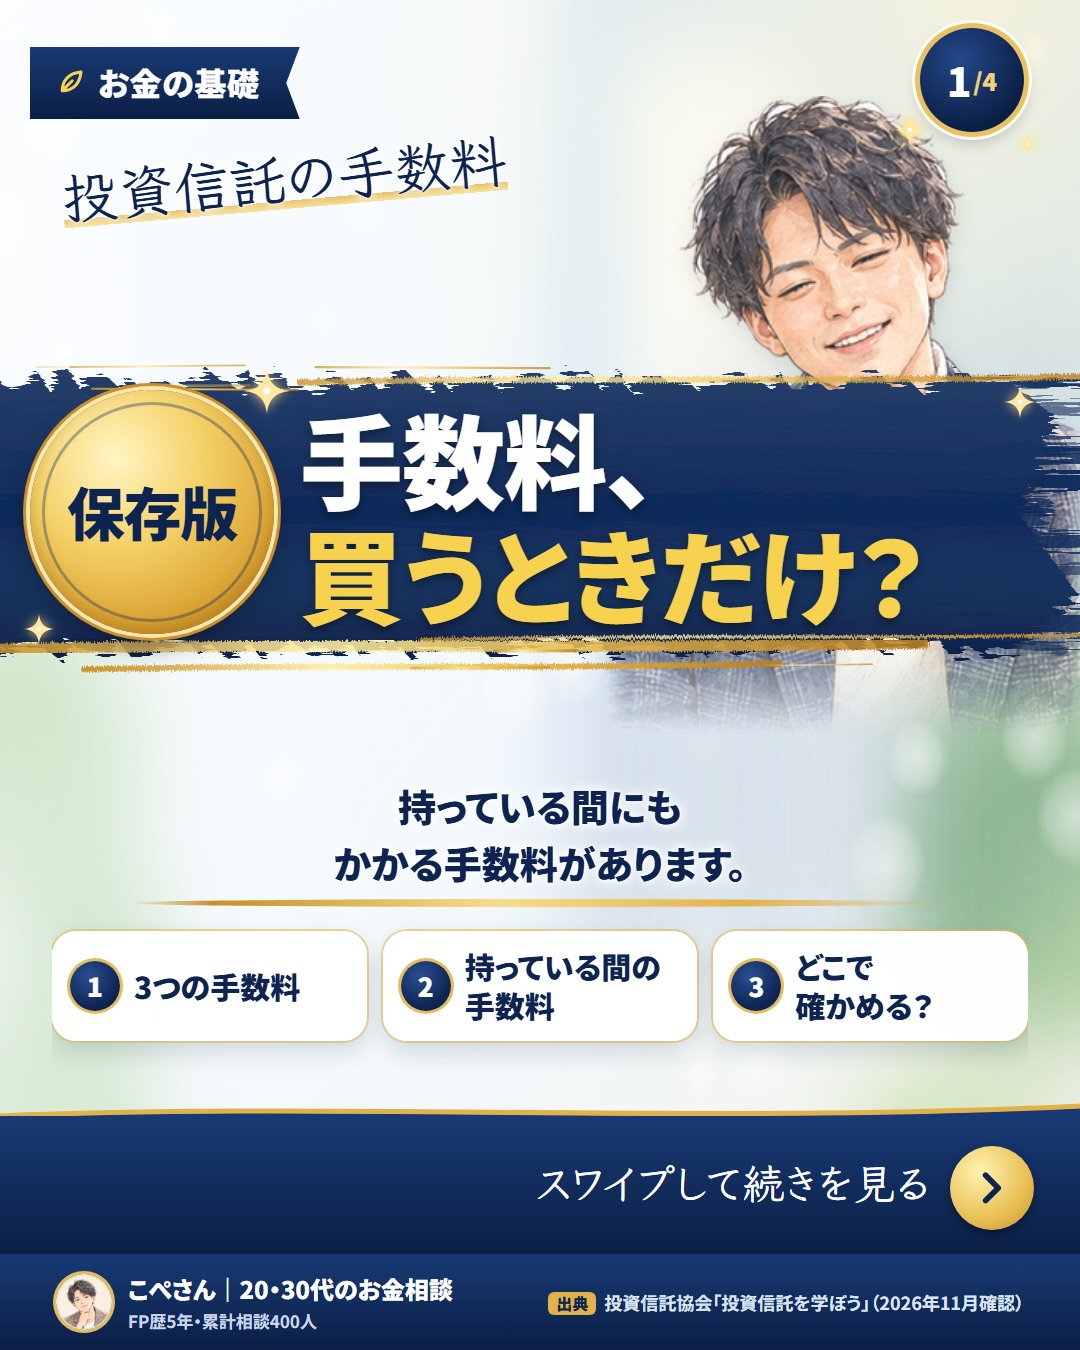 お金の基礎
1/4
投資信託の手数料
保存版
手数料、
買うときだけ？
持っている間にも
かかる手数料があります。
1 3つの手数料
2 持っている間の
手数料
3 どこで
確かめる？
スワイプして続きを見る
こぺさん｜20・30代のお金相談
FP歴5年・累計相談400人
出典 投資信託協会「投資信託を学ぼう」（2026年11月確認）